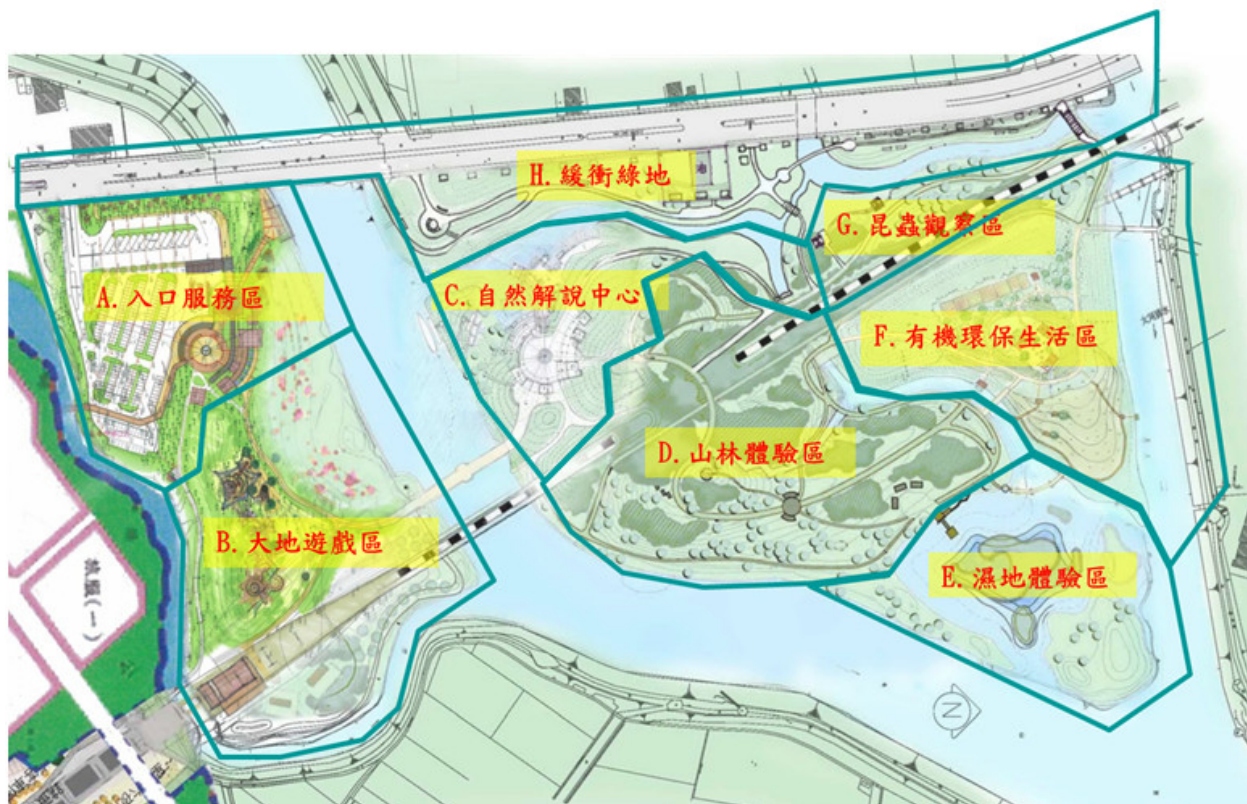 H.緩衝綠地
G.昆蟲觀察區
A.入口服務區
C.自然解說中心
F.有機環保生活區
D.山林體驗區
B.大地遊戲區
E.濕地體驗區
N